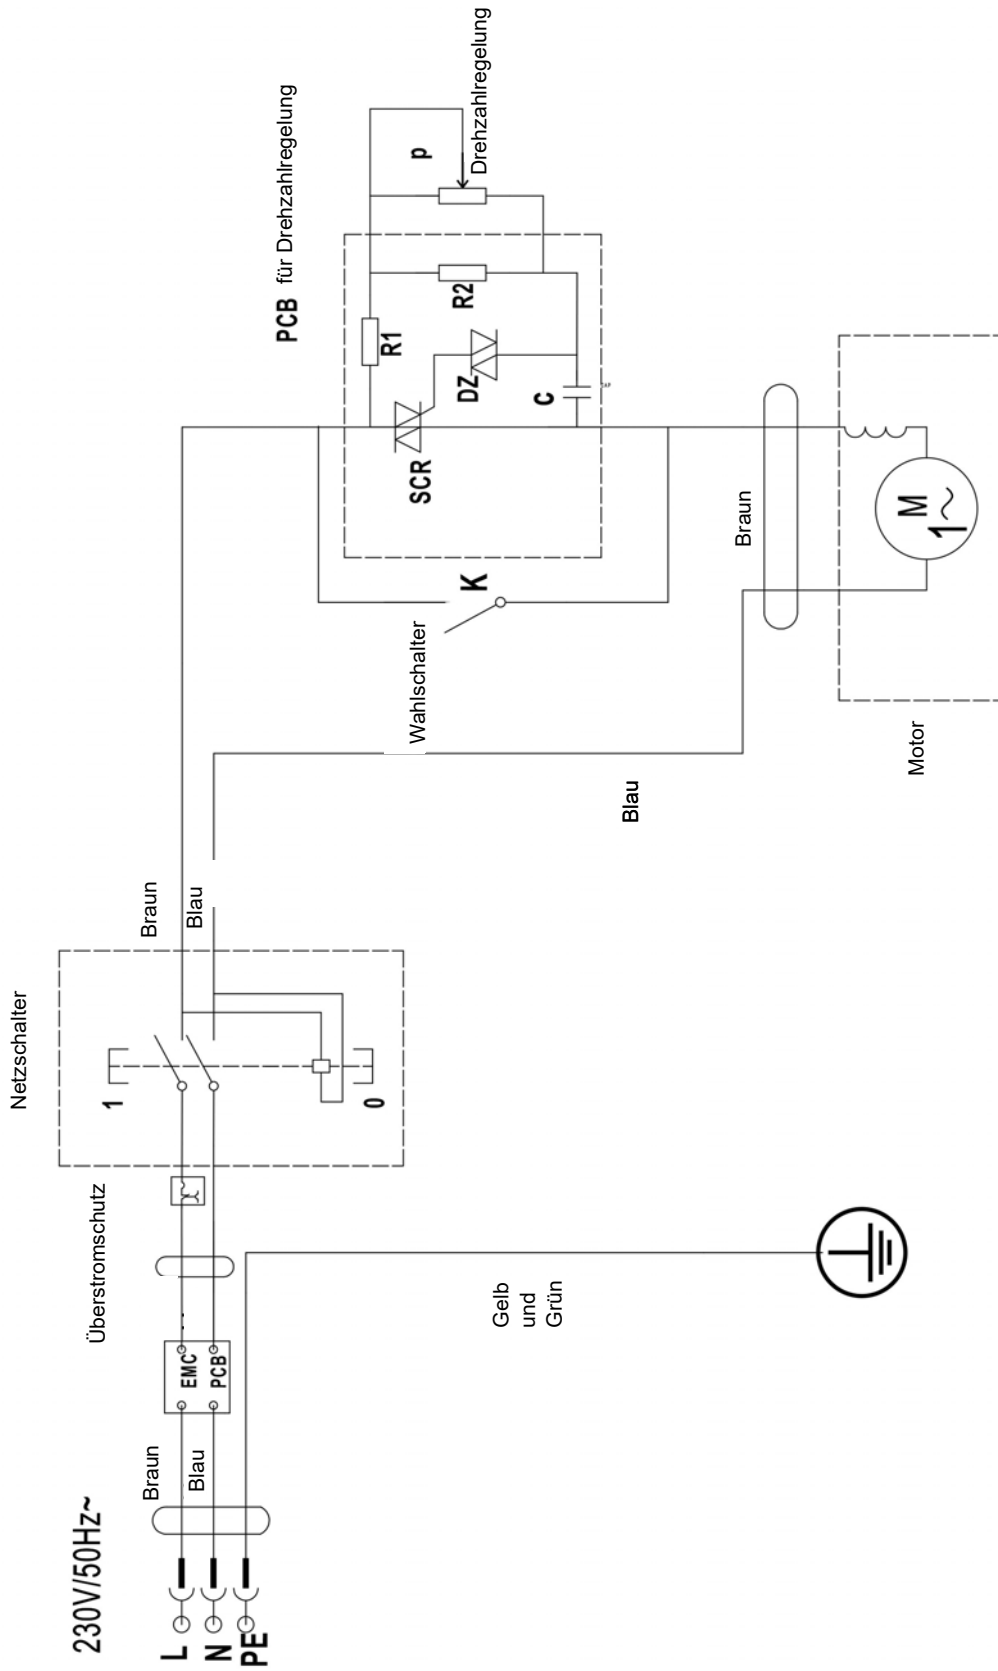 230V/50Hz~
L
N
PE
Braun
Blau
EMC
PCB
Überstromschutz
Netzschalter
1
0
Braun
Blau
Gelb
und
Grün
Blau
Wahlschalter
K
PCB für Drehzahlregelung
SCR
R1
DZ
R2
C
p
Drehzahlregelung
Braun
Motor
M
1~